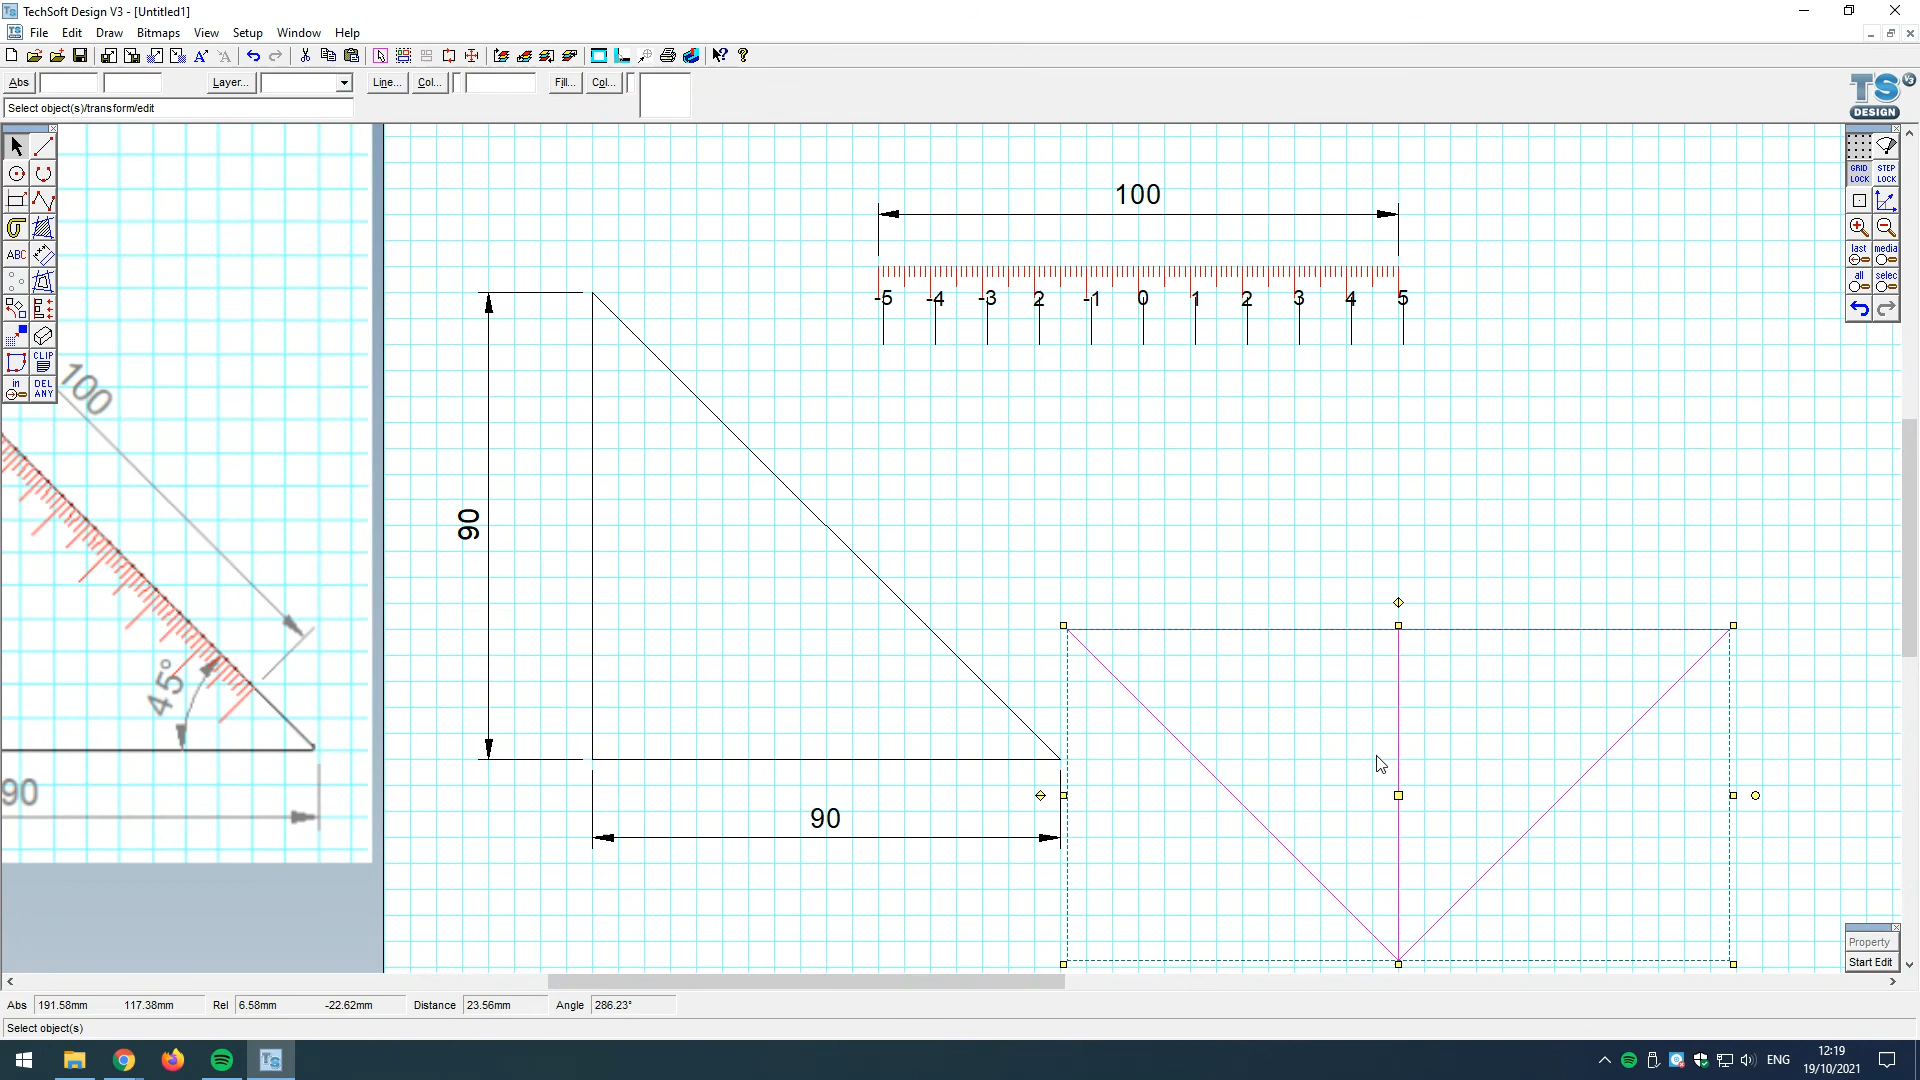 TechSoft Design V3 - [Untitled1]
File Edit Draw Bitmaps View Setup Window Help
Abs Layer... Line... Col... Fill... Col...
Select object(s)/transform/edit
TS V3
DESIGN
ABC
CLIP
in DEL
ANY
GRID STEP
LOCK LOCK
last media
all selec
100
45°
90
100
-5 -4 -3 2 -1 0 1 2 3 4 5
90
90
Property
Start Edit
Abs 191.58mm 117.38mm Rel 6.58mm -22.62mm Distance 23.56mm Angle 286.23°
Select object(s)
Ts ENG 12:19
19/10/2021